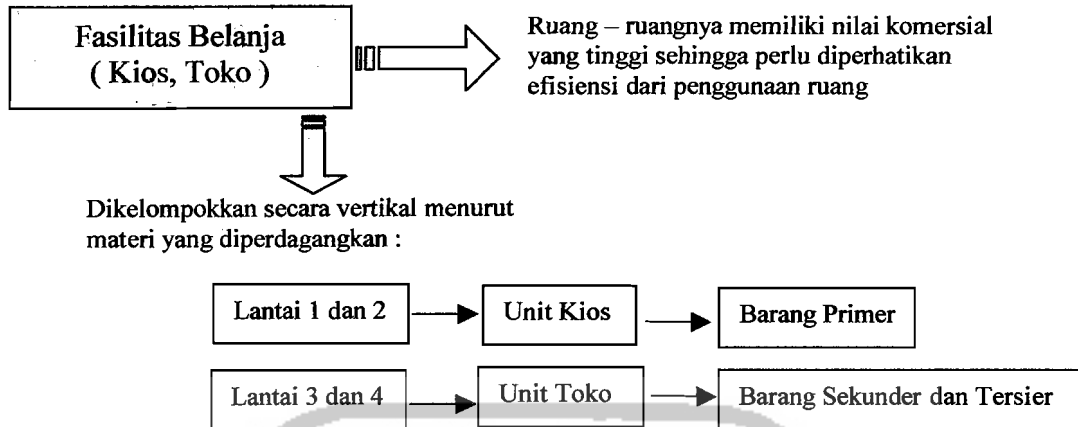 Fasilitas Belanja
( Kios, Toko )
Ruang – ruangnya memiliki nilai komersial
yang tinggi sehingga perlu diperhatikan
efisiensi dari penggunaan ruang
Dikelompokkan secara vertikal menurut
materi yang diperdagangkan :
Lantai 1 dan 2
Unit Kios
Barang Primer
Lantai 3 dan 4
Unit Toko
Barang Sekunder dan Tersier